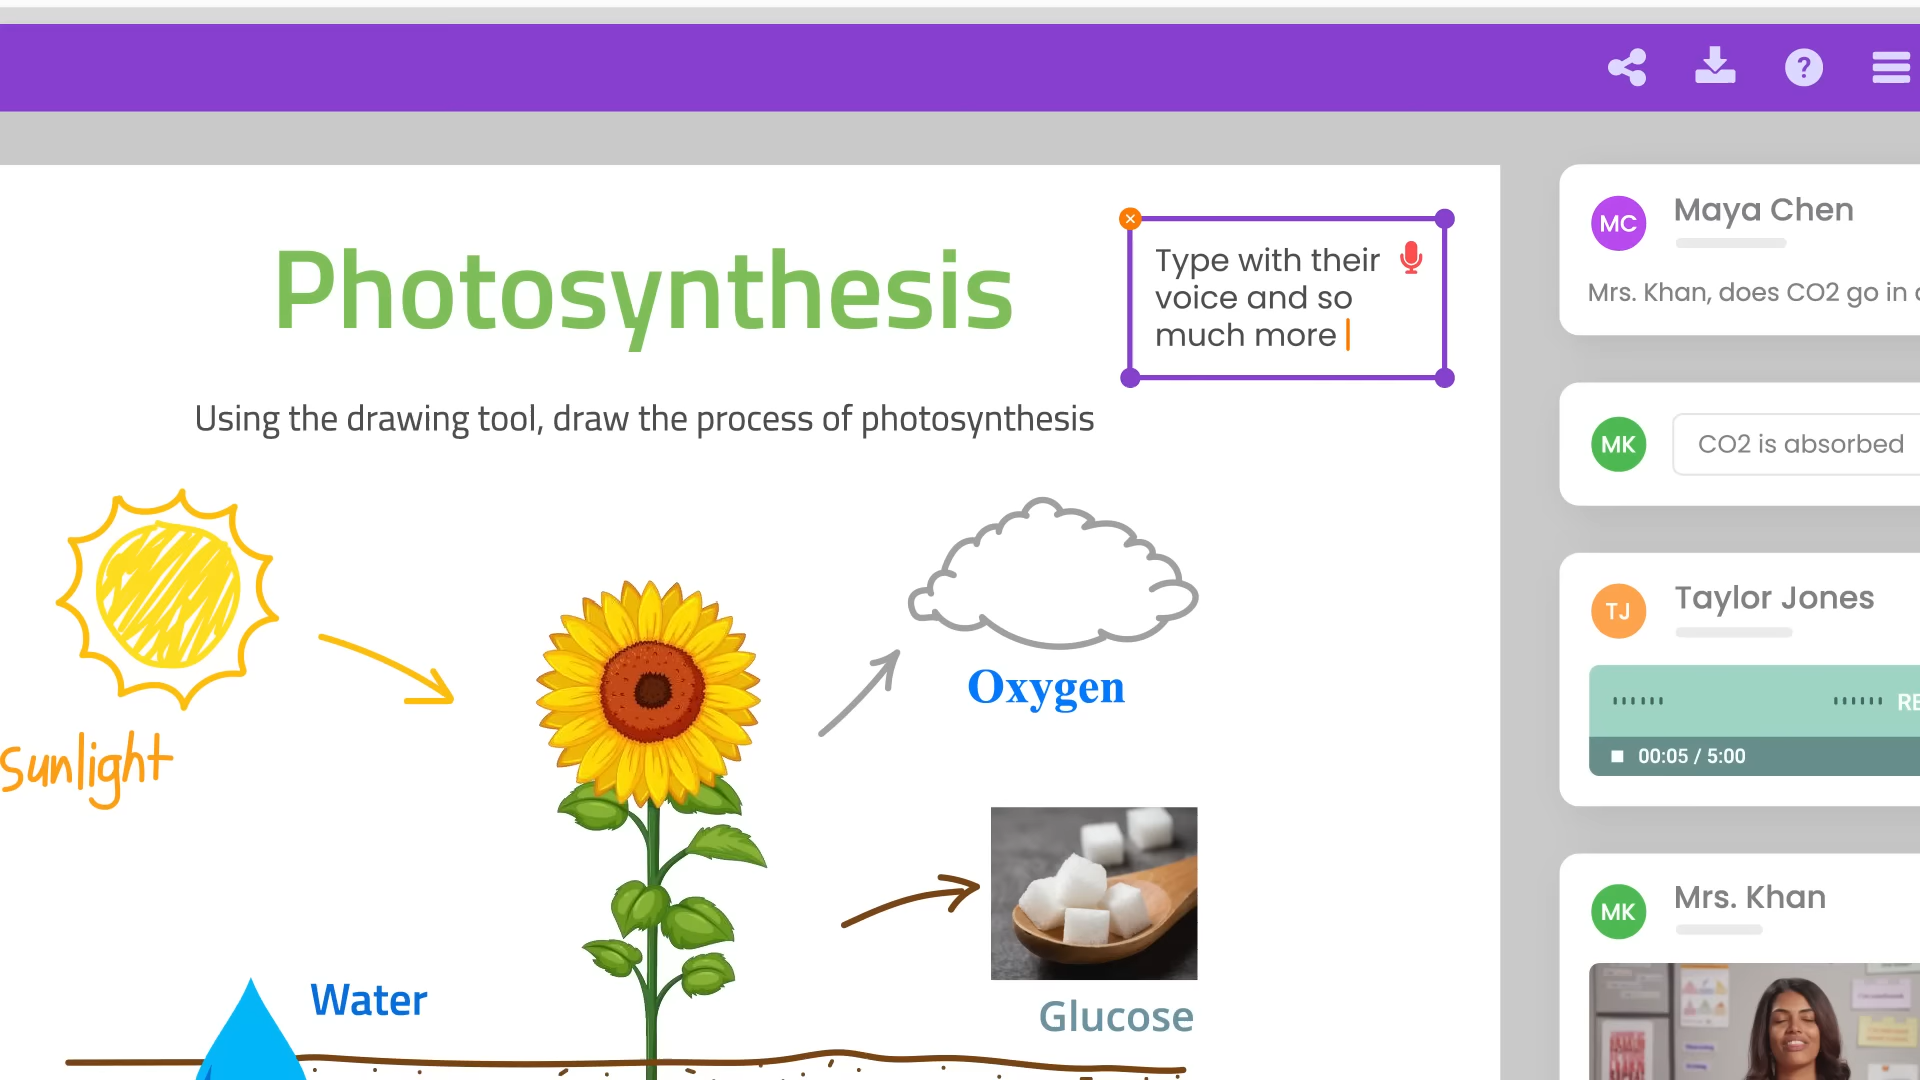 Photosynthesis
Type with their
voice and so
much more
Using the drawing tool, draw the process of photosynthesis
Sunlight
Oxygen
Water
Glucose
MC
Maya Chen
Mrs. Khan, does CO2 go in
MK
CO2 is absorbed
TJ
Taylor Jones
00:05 / 5:00
MK
Mrs. Khan